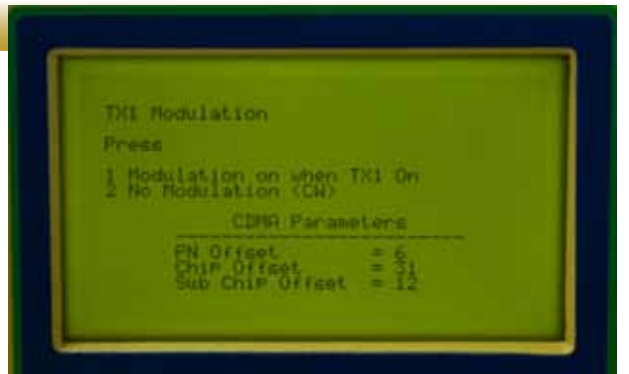 TX1 Modulation
Press
1 Modulation on when TX1 On
2 No Modulation (CW)
CDMA Parameters
PN Offset = 6
Chip Offset = 31
Sub Chip Offset = 12